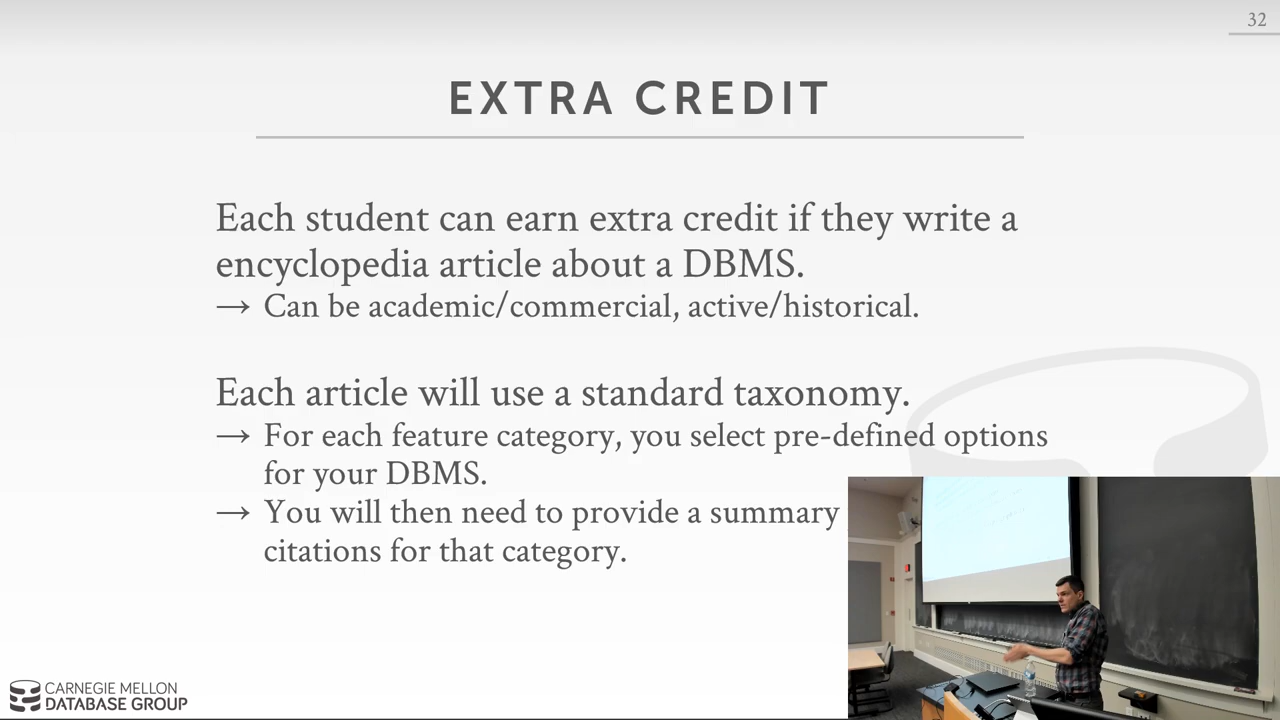 32
EXTRA CREDIT
Each student can earn extra credit if they write a
encyclopedia article about a DBMS.
→ Can be academic/commercial, active/historical.
Each article will use a standard taxonomy.
→ For each feature category, you select pre-defined options
for your DBMS.
→ You will then need to provide a summary
citations for that category.
CARNEGIE MELLON
DATABASE GROUP